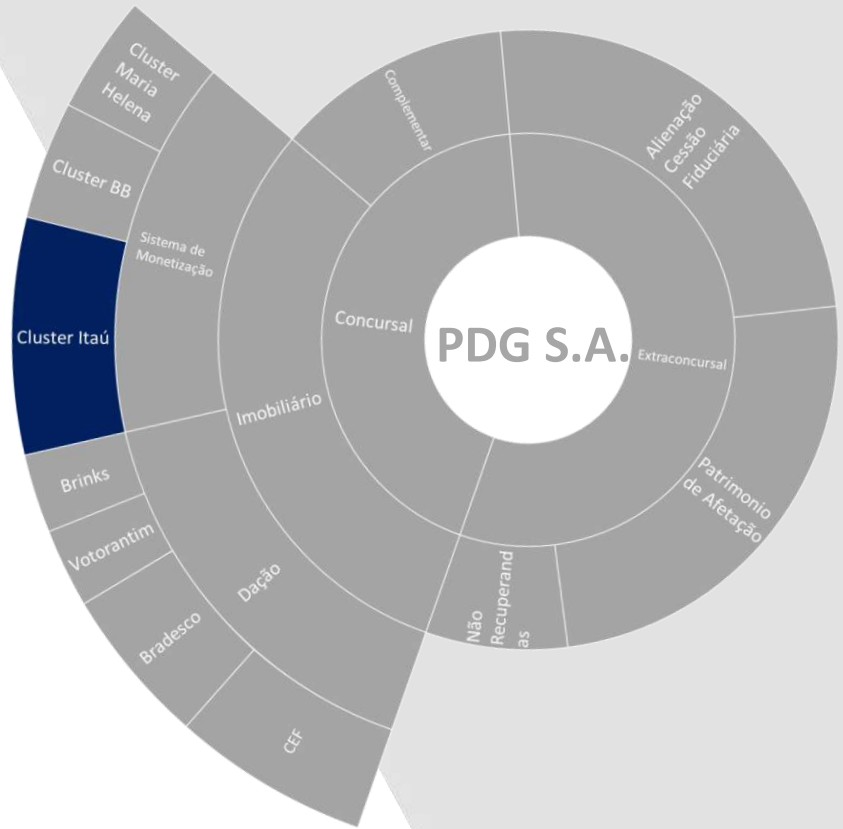 PDG S.A.
Concursal
Extraconcursal
Complementar
Alienação
Cessão
Fiduciária
Patrimonio
de Afetação
Não
Recuperand
as
Imobiliário
Sistema de
Monetização
Dação
Cluster
Maria
Helena
Cluster BB
Cluster Itaú
Brinks
Votorantim
Bradesco
CEF